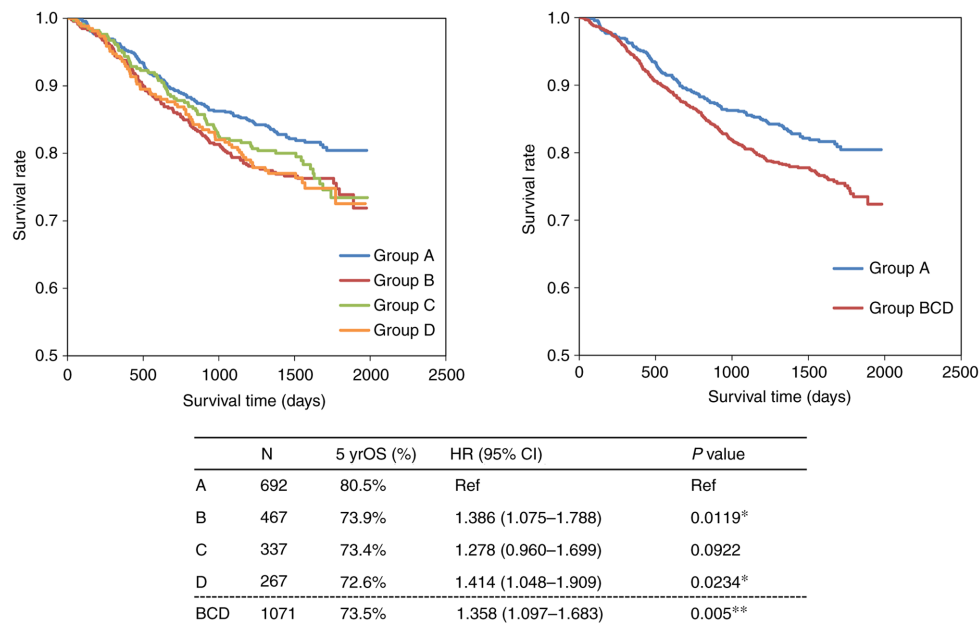 1.0
0.9
0.8
0.7
0.6
0.5
Survival rate
0 500 1000 1500 2000 2500
Survival time (days)
Group A
Group B
Group C
Group D
1.0
0.9
0.8
0.7
0.6
0.5
Survival rate
0 500 1000 1500 2000 2500
Survival time (days)
Group A
Group BCD
N 5 yrOS (%) HR (95% CI) P value
A 692 80.5% Ref Ref
B 467 73.9% 1.386 (1.075–1.788) 0.0119*
C 337 73.4% 1.278 (0.960–1.699) 0.0922
D 267 72.6% 1.414 (1.048–1.909) 0.0234*
BCD 1071 73.5% 1.358 (1.097–1.683) 0.005**